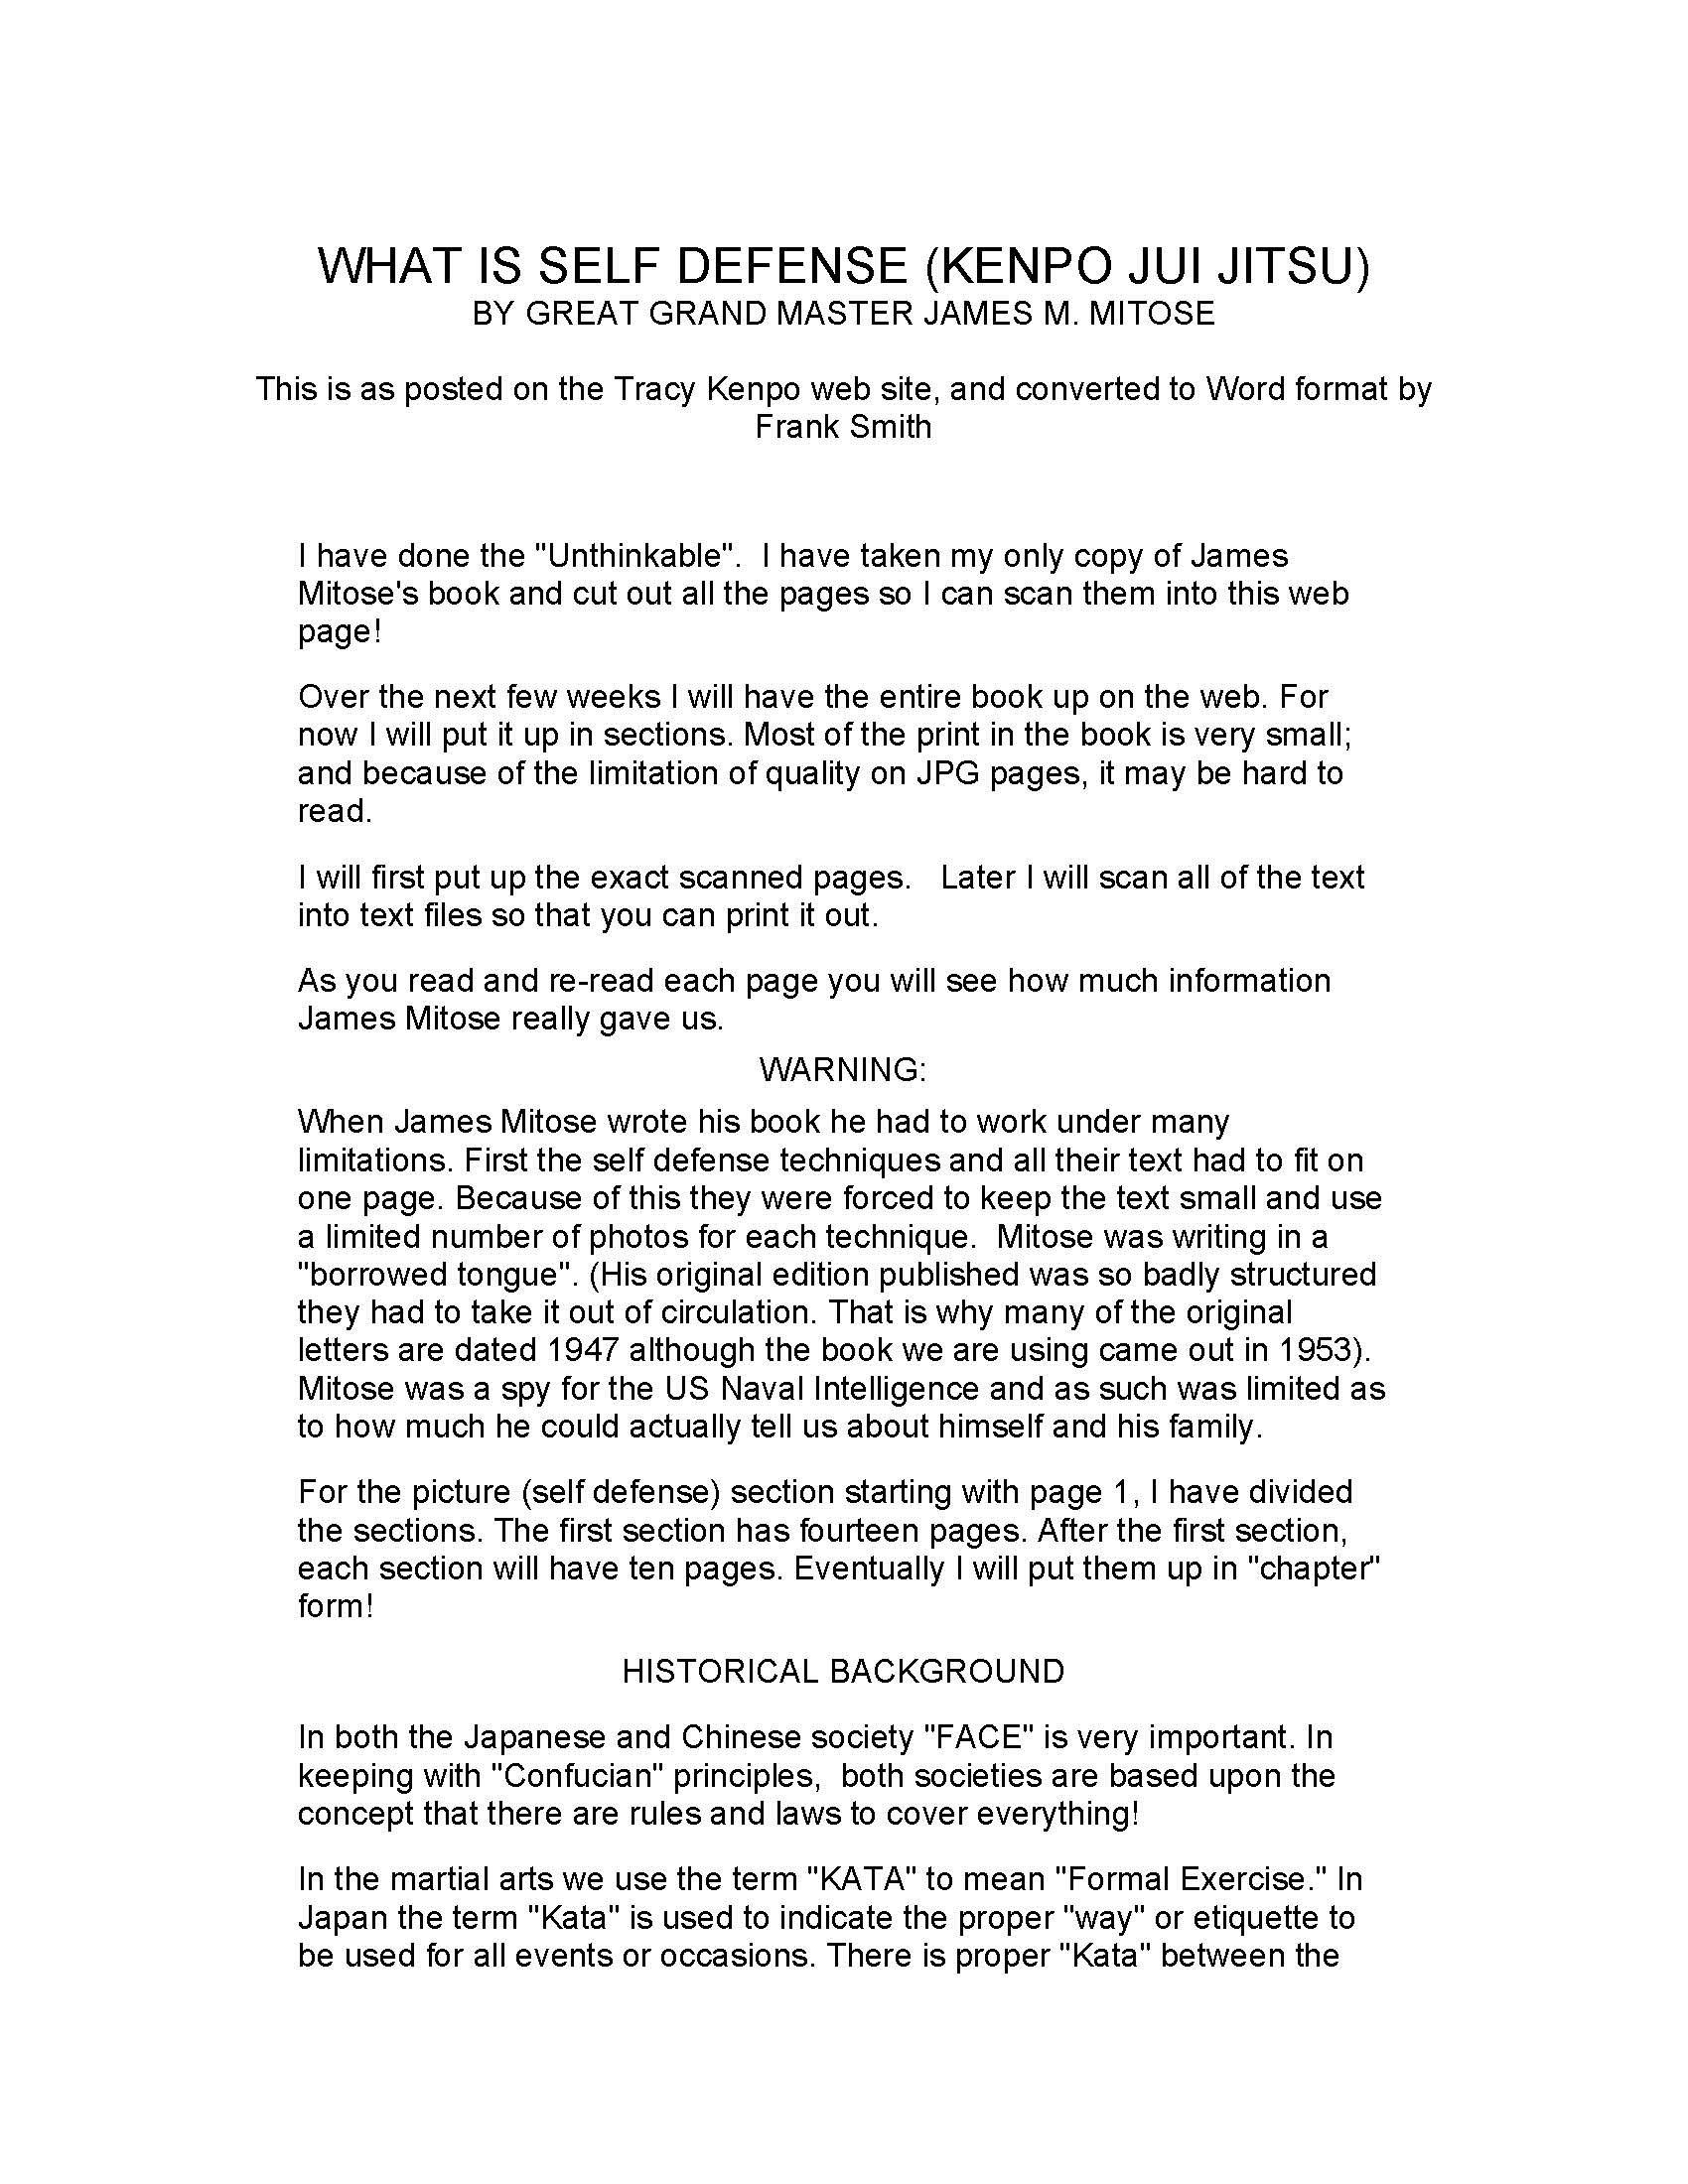 WHAT IS SELF DEFENSE (KENPO JUI JITSU)
BY GREAT GRAND MASTER JAMES M. MITOSE
This is as posted on the Tracy Kenpo web site, and converted to Word format by
Frank Smith
I have done the "Unthinkable".  I have taken my only copy of James
Mitose's book and cut out all the pages so I can scan them into this web
page!
Over the next few weeks I will have the entire book up on the web. For
now I will put it up in sections. Most of the print in the book is very small;
and because of the limitation of quality on JPG pages, it may be hard to
read.
I will first put up the exact scanned pages.   Later I will scan all of the text
into text files so that you can print it out.
As you read and re-read each page you will see how much information
James Mitose really gave us.
WARNING:
When James Mitose wrote his book he had to work under many
limitations. First the self defense techniques and all their text had to fit on
one page. Because of this they were forced to keep the text small and use
a limited number of photos for each technique.  Mitose was writing in a
"borrowed tongue". (His original edition published was so badly structured
they had to take it out of circulation. That is why many of the original
letters are dated 1947 although the book we are using came out in 1953).
Mitose was a spy for the US Naval Intelligence and as such was limited as
to how much he could actually tell us about himself and his family.
For the picture (self defense) section starting with page 1, I have divided
the sections. The first section has fourteen pages. After the first section,
each section will have ten pages. Eventually I will put them up in "chapter"
form!
HISTORICAL BACKGROUND
In both the Japanese and Chinese society "FACE" is very important. In
keeping with "Confucian" principles,  both societies are based upon the
concept that there are rules and laws to cover everything!
In the martial arts we use the term "KATA" to mean "Formal Exercise." In
Japan the term "Kata" is used to indicate the proper "way" or etiquette to
be used for all events or occasions. There is proper "Kata" between the